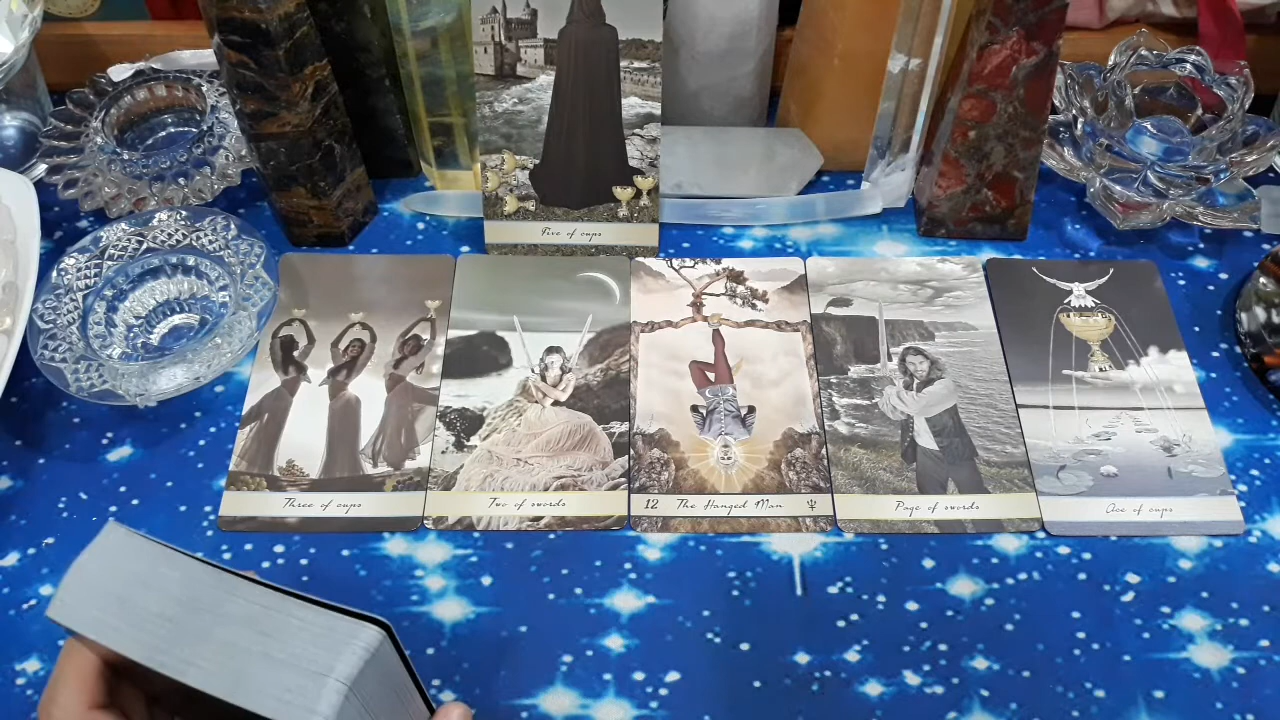 Five of cups
Three of cups
Two of swords
12 The Hanged Man
Page of swords
Ace of cups